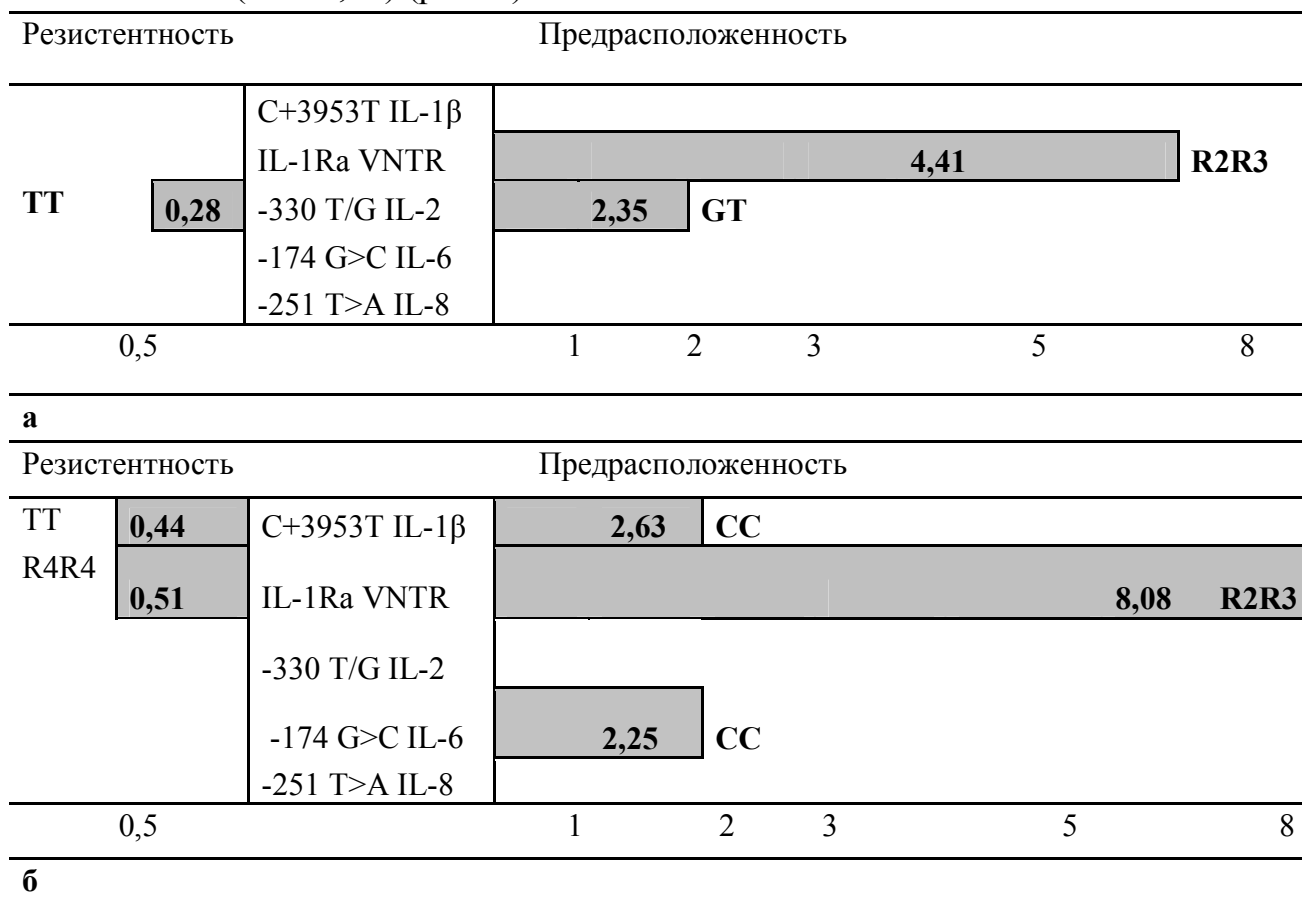 Резистентность Предрасположенность
C+3953T IL-1β
IL-1Ra VNTR 4,41 R2R3
TT 0,28 -330 T/G IL-2 2,35 GT
-174 G>C IL-6
-251 T>A IL-8
0,5 1 2 3 5 8
а
Резистентность Предрасположенность
TT 0,44 C+3953T IL-1β 2,63 CC
R4R4
0,51 IL-1Ra VNTR 8,08 R2R3
-330 T/G IL-2
-174 G>C IL-6 2,25 CC
-251 T>A IL-8
0,5 1 2 3 5 8
б